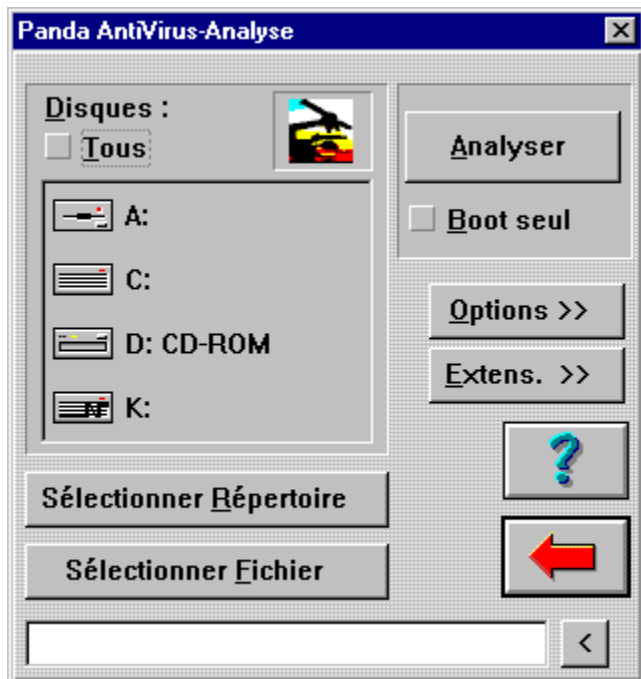 Panda AntiVirus-Analyse
Disques :
Tous
A:
C:
D: CD-ROM
K:
Analyser
Boot seul
Options >>
Extens. >>
?
Sélectionner Répertoire
Sélectionner Fichier
<